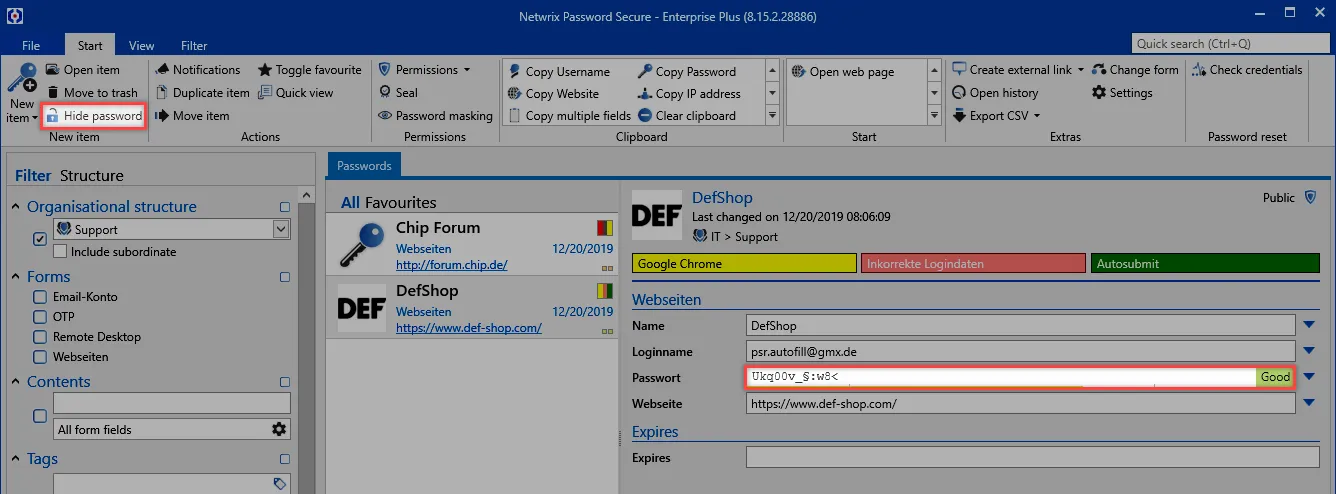 Netwrix Password Secure - Enterprise Plus (8.15.2.28886)
File Start View Filter
Quick search (Ctrl+Q)
New item
Open item
Move to trash
Hide password
New item
Notifications
Duplicate item
Move item
Toggle favourite
Quick view
Actions
Permissions
Seal
Password masking
Permissions
Copy Username
Copy Website
Copy multiple fields
Copy Password
Copy IP address
Clear clipboard
Clipboard
Open web page
Start
Create external link
Open history
Export CSV
Change form
Settings
Extras
Check credentials
Password reset
Filter Structure
Organisational structure
Support
Include subordinate
Forms
Email-Konto
OTP
Remote Desktop
Webseiten
Contents
All form fields
Tags
Passwords
All Favourites
Chip Forum
Webseiten 12/20/2019
http://forum.chip.de/
DEF
DefShop
Webseiten 12/20/2019
https://www.def-shop.com/
DEF
DefShop
Public
Last changed on 12/20/2019 08:06:09
IT > Support
Google Chrome Inkorrekte Logindaten Autosubmit
Webseiten
Name DefShop
Loginname psr.autofill@gmx.de
Passwort Ukq00v_§:w8< Good
Webseite https://www.def-shop.com/
Expires
Expires